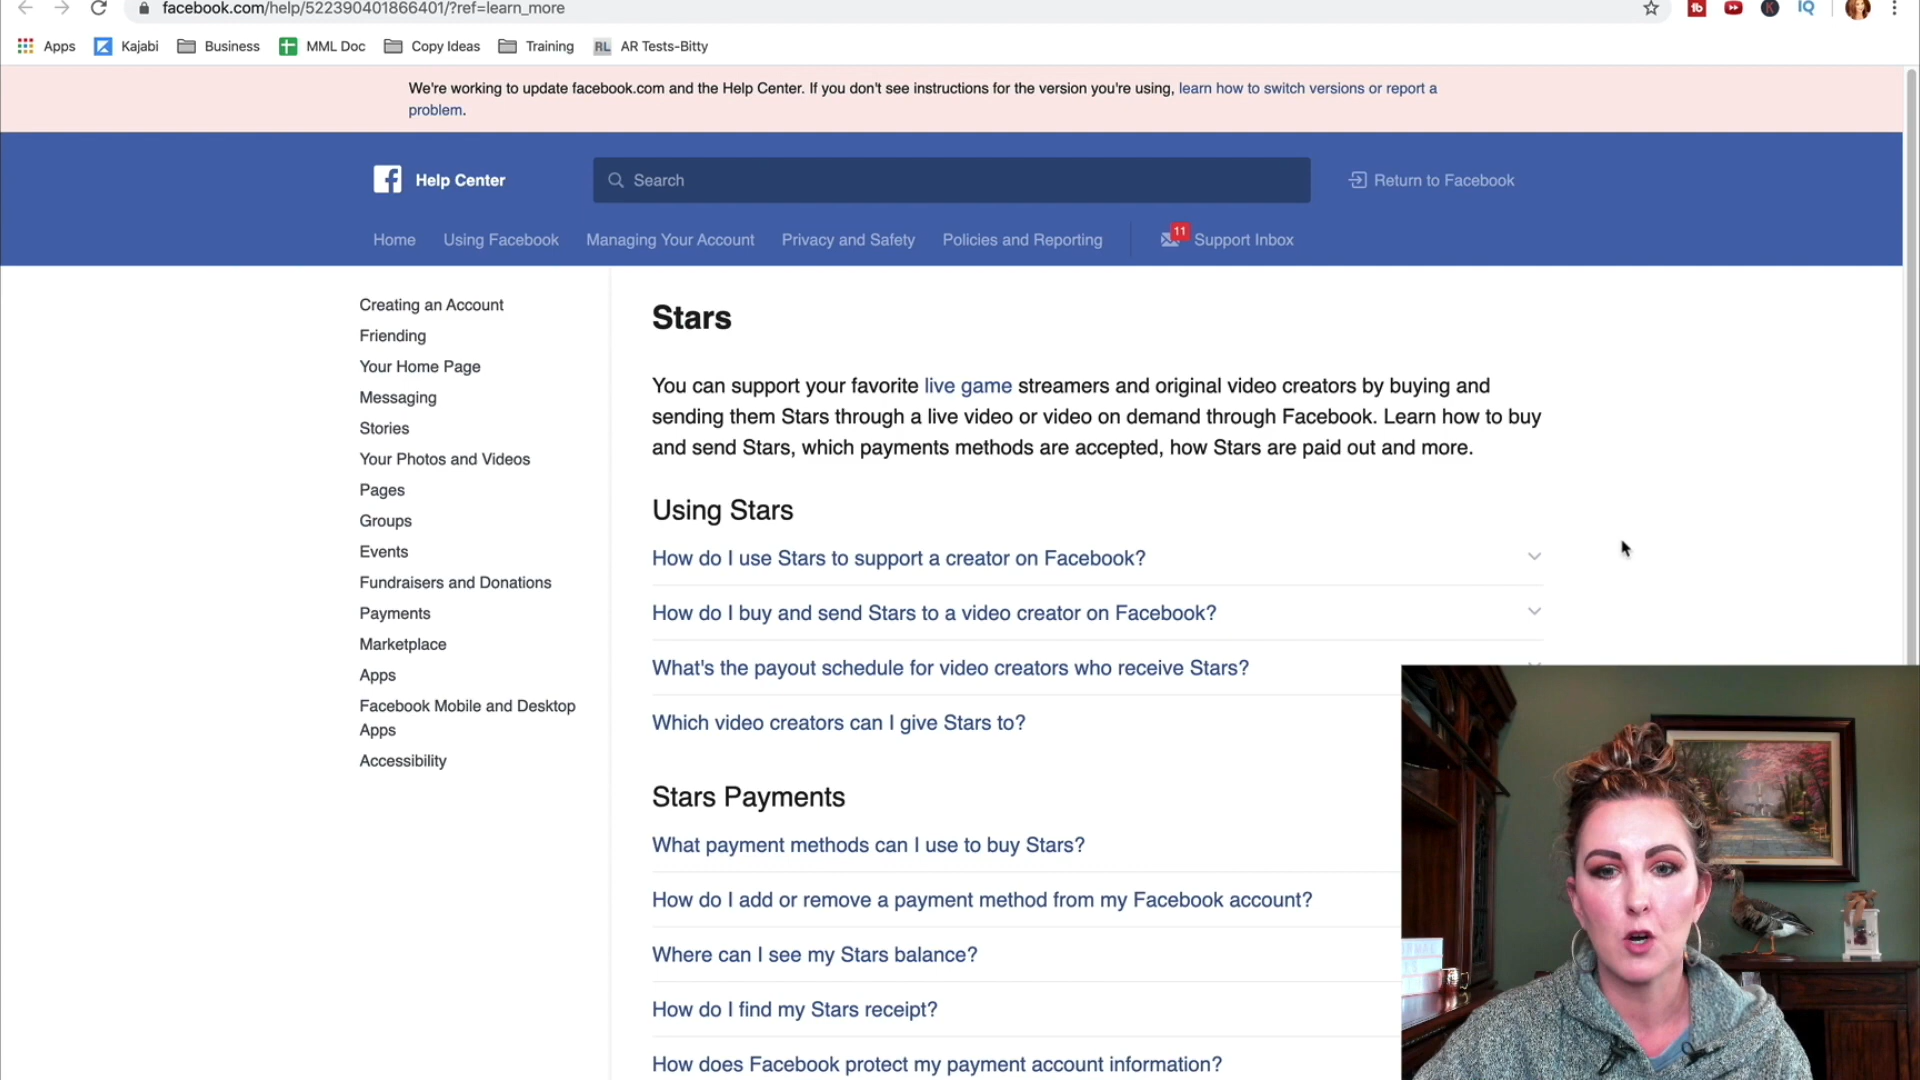 facebook.com/help/522390401866401/?ref=learn_more
Apps Kajabi Business MML Doc Copy Ideas Training RL AR Tests-Bitty
We're working to update facebook.com and the Help Center. If you don't see instructions for the version you're using, learn how to switch versions or report a
problem.
Help Center Search Return to Facebook
Home Using Facebook Managing Your Account Privacy and Safety Policies and Reporting 11 Support Inbox
Creating an Account
Friending
Your Home Page
Messaging
Stories
Your Photos and Videos
Pages
Groups
Events
Fundraisers and Donations
Payments
Marketplace
Apps
Facebook Mobile and Desktop
Apps
Accessibility
Stars
You can support your favorite live game streamers and original video creators by buying and
sending them Stars through a live video or video on demand through Facebook. Learn how to buy
and send Stars, which payments methods are accepted, how Stars are paid out and more.
Using Stars
How do I use Stars to support a creator on Facebook?
How do I buy and send Stars to a video creator on Facebook?
What's the payout schedule for video creators who receive Stars?
Which video creators can I give Stars to?
Stars Payments
What payment methods can I use to buy Stars?
How do I add or remove a payment method from my Facebook account?
Where can I see my Stars balance?
How do I find my Stars receipt?
How does Facebook protect my payment account information?